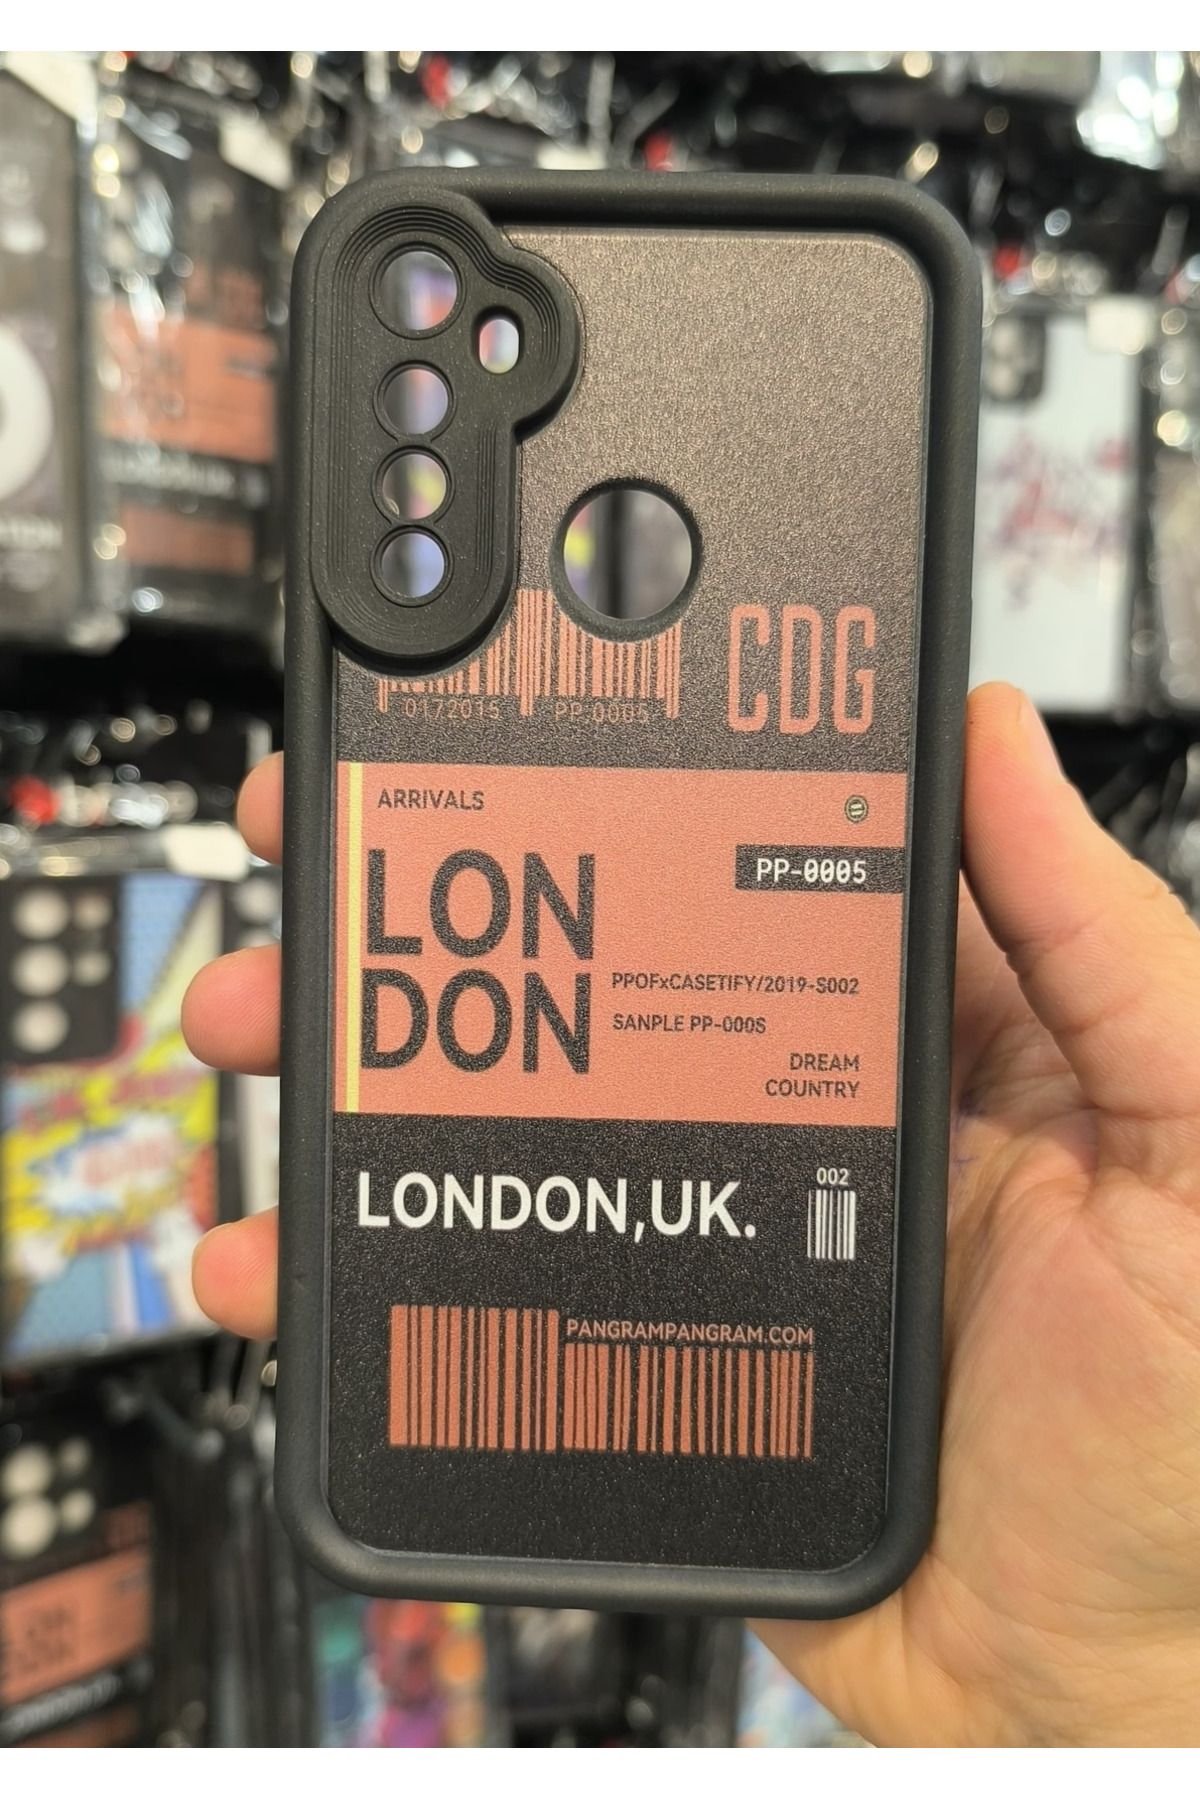 CDG
0172015 PP-0005
ARRIVALS
PP-0005
LON
DON
PPOFxCASETIFY/2019-S002
SANPLE PP-000S
DREAM
COUNTRY
LONDON,UK.
002
PANGRAMPANGRAM.COM